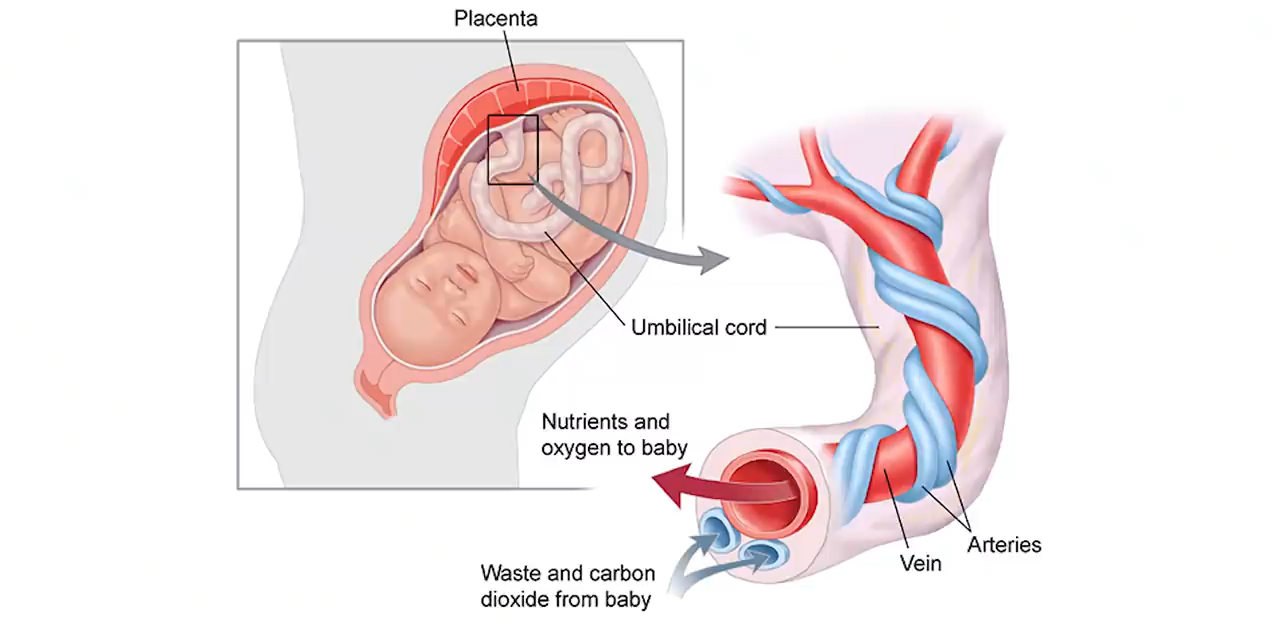 Placenta
Umbilical cord
Nutrients and
oxygen to baby
Waste and carbon
dioxide from baby
Vein
Arteries